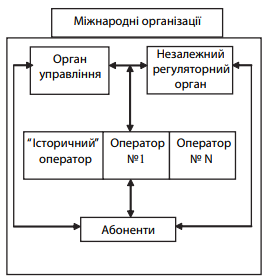 Міжнародні організації
Орган
управління
Незалежний
регуляторний
орган
“Історичний”
оператор
Оператор
№1
Оператор
№ N
Абоненти